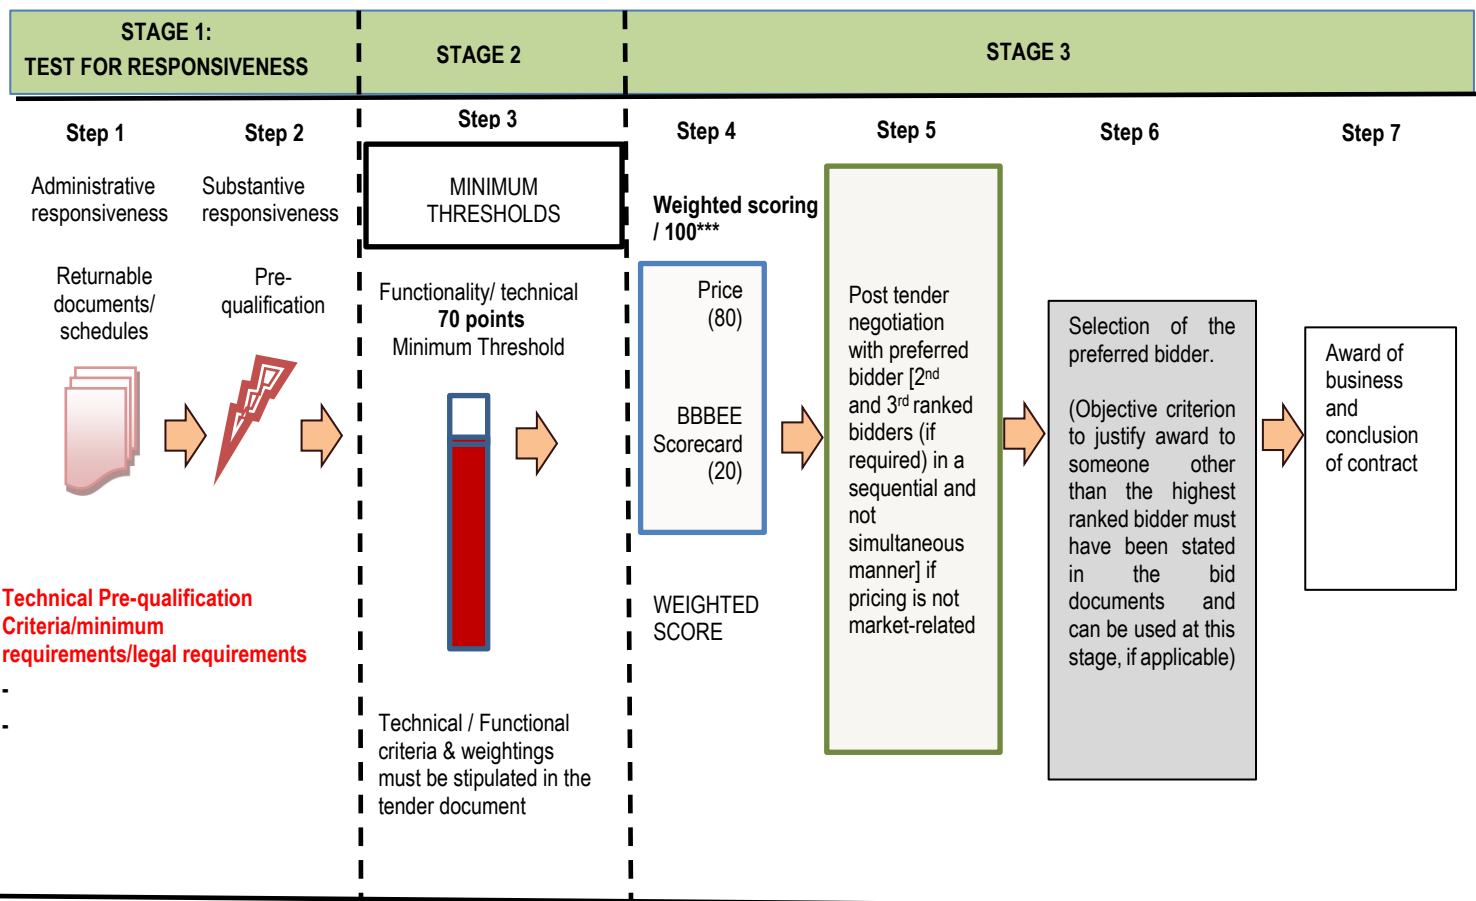 STAGE 1:
TEST FOR RESPONSIVENESS
STAGE 2
STAGE 3
Step 1
Step 2
Step 3
Step 4
Step 5
Step 6
Step 7
Administrative
responsiveness
Returnable
documents/
schedules
Substantive
responsiveness
Pre-
qualification
Technical Pre-qualification
Criteria/minimum
requirements/legal requirements
-
-
MINIMUM
THRESHOLDS
Functionality/ technical
70 points
Minimum Threshold
Technical / Functional
criteria & weightings
must be stipulated in the
tender document
Weighted scoring
/ 100***
Price
(80)
BBBEE
Scorecard
(20)
WEIGHTED
SCORE
Post tender
negotiation
with preferred
bidder [2nd
and 3rd ranked
bidders (if
required) in a
sequential and
not
simultaneous
manner] if
pricing is not
market-related
Selection of the
preferred bidder.
(Objective criterion
to justify award to
someone other
than the highest
ranked bidder must
have been stated
in the bid
documents and
can be used at this
stage, if applicable)
Award of
business
and
conclusion
of contract